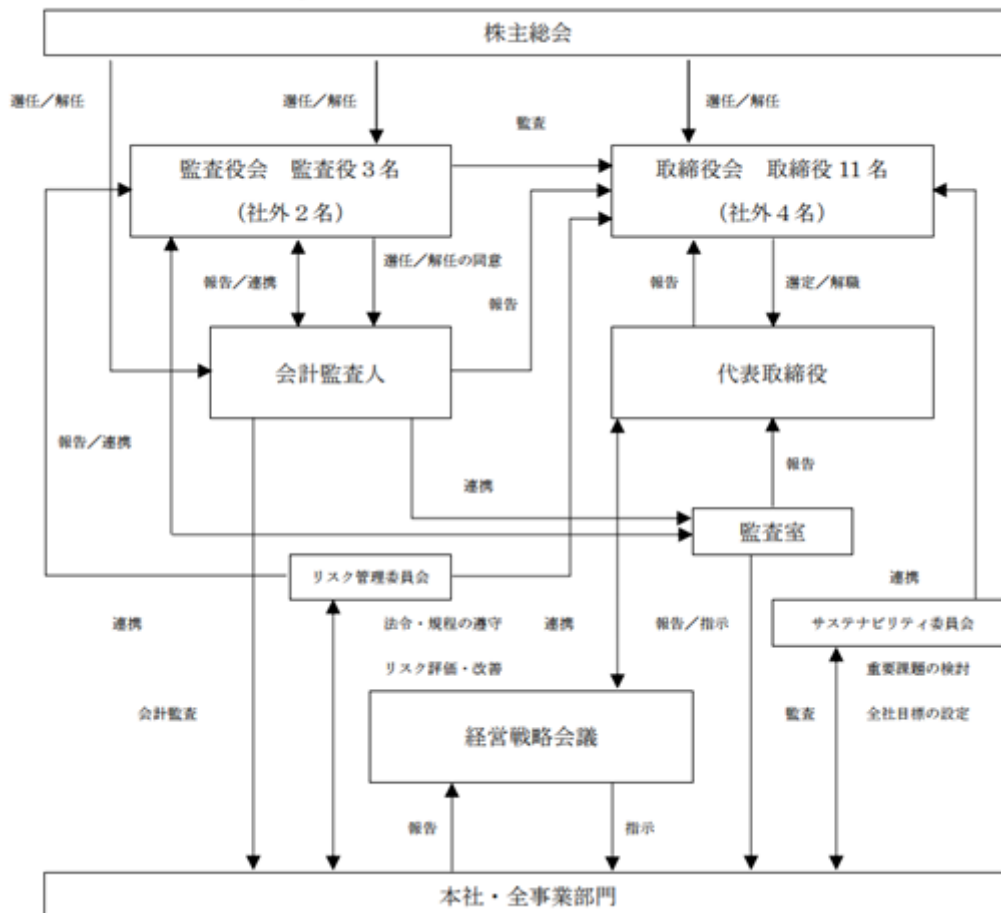 株主総会
選任／解任
選任／解任
選任／解任
監査
監査役会　監査役３名
（社外２名）
取締役会　取締役 11 名
（社外４名）
報告／連携
選任／解任の同意
報告
報告
選定／解職
会計監査人
代表取締役
報告／連携
連携
報告
監査室
リスク管理委員会
連携
連携
法令・規程の遵守
連携
報告／指示
サステナビリティ委員会
リスク評価・改善
重要課題の検討
会計監査
経営戦略会議
監査
全社目標の設定
報告
指示
本社・全事業部門